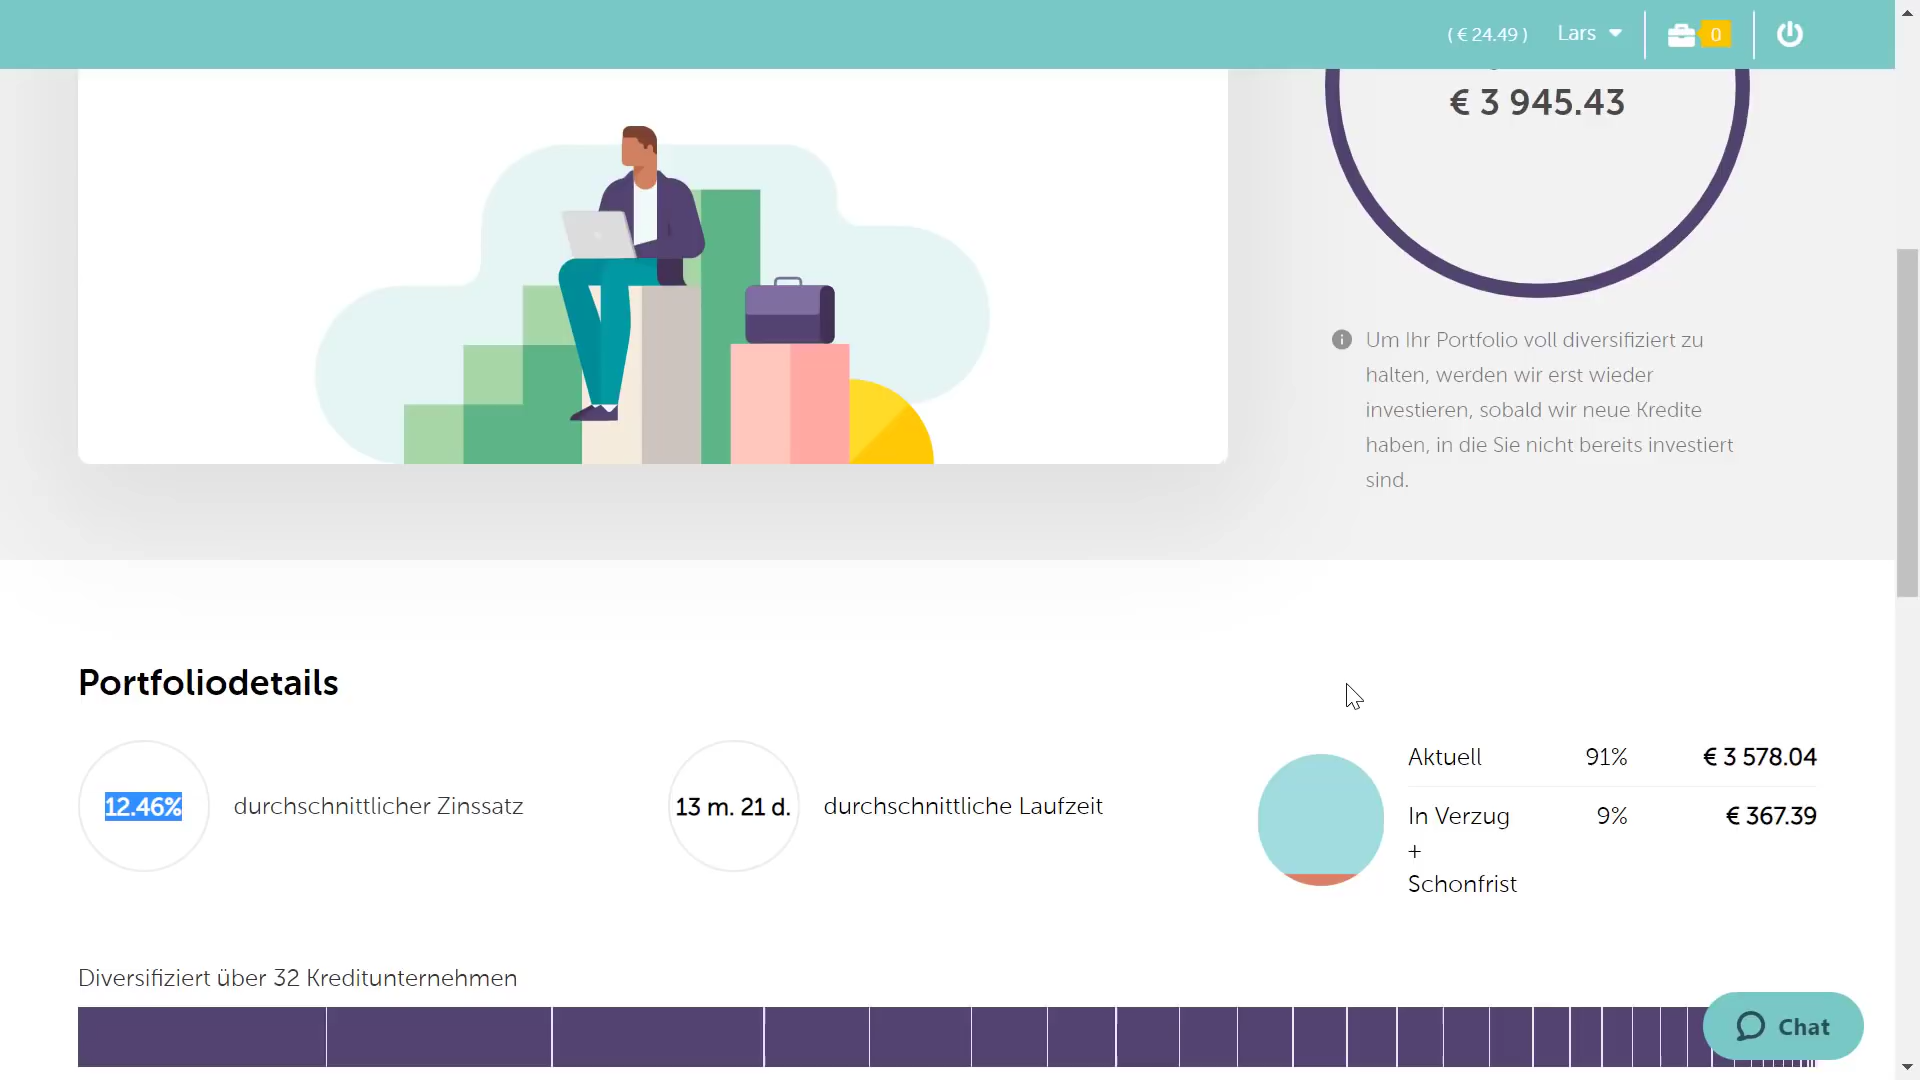 ( € 24.49 ) Lars 0
€ 3 945.43
Um Ihr Portfolio voll diversifiziert zu
halten, werden wir erst wieder
investieren, sobald wir neue Kredite
haben, in die Sie nicht bereits investiert
sind.
Portfoliodetails
12.46% durchschnittlicher Zinssatz
13 m. 21 d. durchschnittliche Laufzeit
Aktuell 91% € 3 578.04
In Verzug 9% € 367.39
+
Schonfrist
Diversifiziert über 32 Kreditunternehmen
Chat